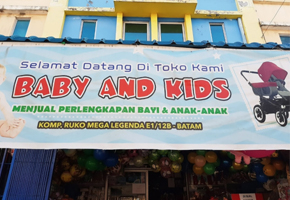 Selamat Datang Di Toko Kami
BABY AND KIDS
MENJUAL PERLENGKAPAN BAYI & ANAK-ANAK
KOMP. RUKO MEGA LEGENDA E1/12B - BATAM